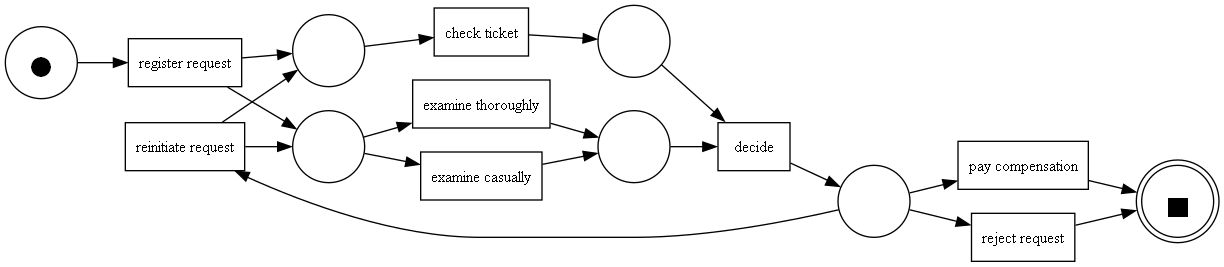 register request
reinitiate request
check ticket
examine thoroughly
examine casually
decide
pay compensation
reject request